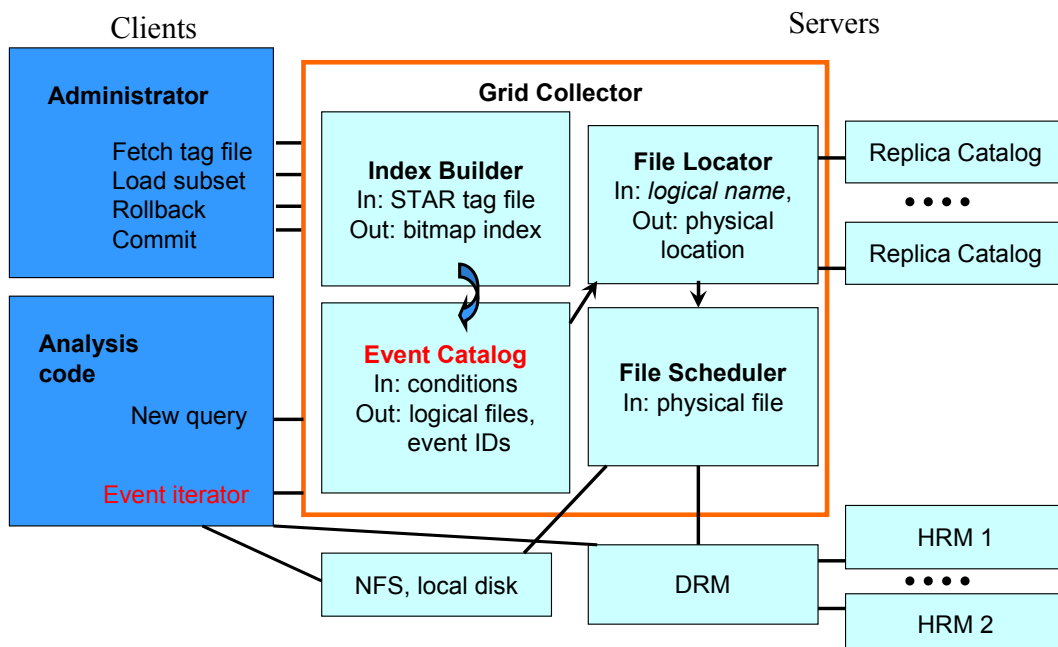 Clients
Servers
Administrator
Fetch tag file
Load subset
Rollback
Commit
Analysis
code
New query
Event iterator
Grid Collector
Index Builder
In: STAR tag file
Out: bitmap index
Event Catalog
In: conditions
Out: logical files,
event IDs
File Locator
In: logical name,
Out: physical
location
File Scheduler
In: physical file
Replica Catalog
Replica Catalog
NFS, local disk
DRM
HRM 1
HRM 2